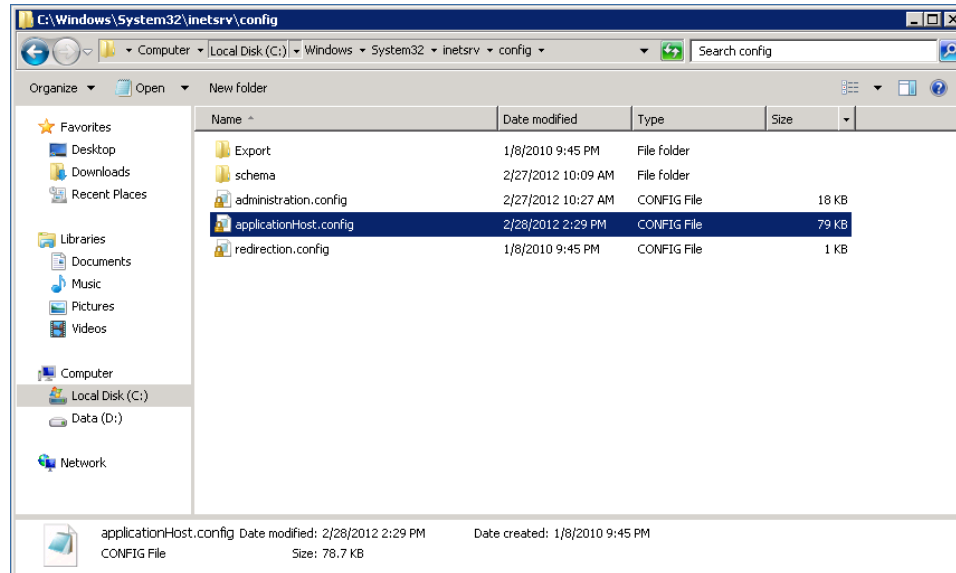 C:\Windows\System32\inetsrv\config
Computer Local Disk (C:) Windows System32 inetsrv config Search config
Organize Open New folder
Favorites
Desktop
Downloads
Recent Places
Libraries
Documents
Music
Pictures
Videos
Computer
Local Disk (C:)
Data (D:)
Network
Name Date modified Type Size
Export 1/8/2010 9:45 PM File folder
schema 2/27/2012 10:09 AM File folder
administration.config 2/27/2012 10:27 AM CONFIG File 18 KB
applicationHost.config 2/28/2012 2:29 PM CONFIG File 79 KB
redirection.config 1/8/2010 9:45 PM CONFIG File 1 KB
applicationHost.config Date modified: 2/28/2012 2:29 PM Date created: 1/8/2010 9:45 PM
CONFIG File Size: 78.7 KB